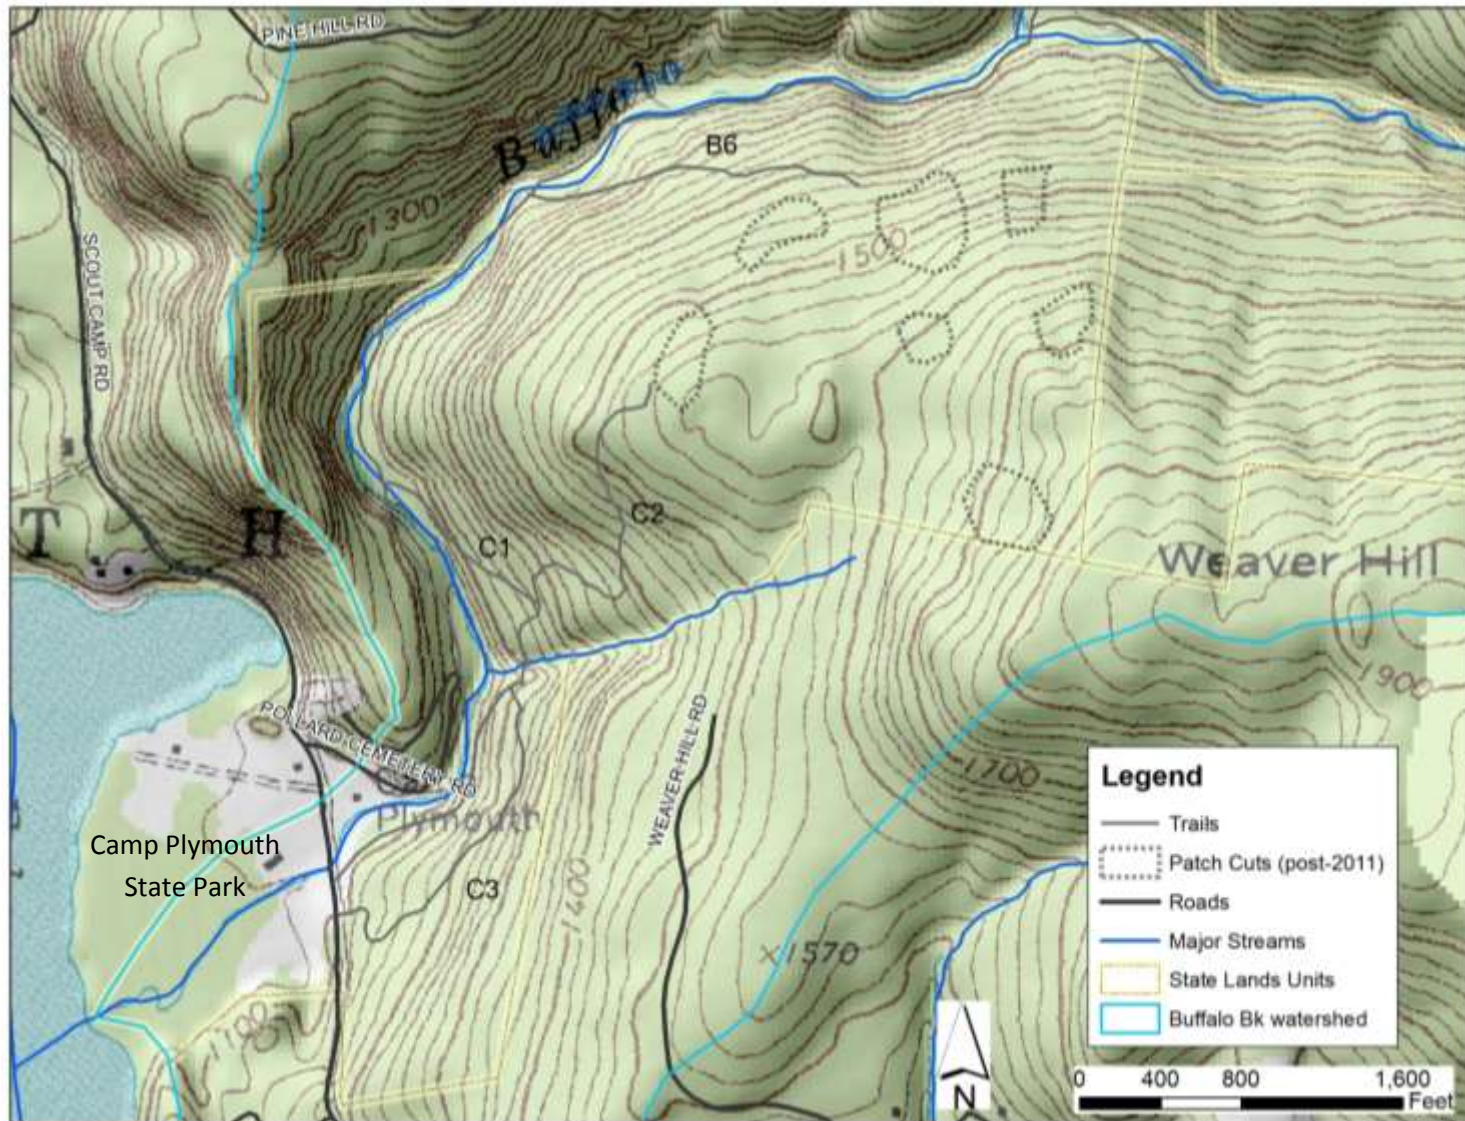 PINE HILL RD
Buffalo
B6
1300
SCOUT CAMP RD
1500
C2
T H
C1
Weaver Hill
1900
POLLARD CEMETERY RD
WEAVER HILL RD
1700
Plymouth
Camp Plymouth
State Park
C3
1400
x1570
1100
Legend
Trails
Patch Cuts (post-2011)
Roads
Major Streams
State Lands Units
Buffalo Bk watershed
N
0 400 800 1,600
Feet